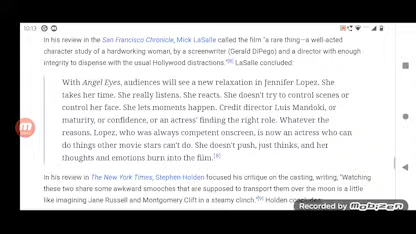 10:13
In his review in the San Francisco Chronicle, Mick LaSalle called the film "a rare thing—a well-acted
character study of a hardworking woman, by a screenwriter (Gerald DiPego) and a director with enough
integrity to dispense with the usual Hollywood distractions."[8] LaSalle concluded:
With Angel Eyes, audiences will see a new relaxation in Jennifer Lopez. She
takes her time. She really listens. She reacts. She doesn't try to control scenes or
control her face. She lets moments happen. Credit director Luis Mandoki, or
maturity, or confidence, or an actress' finding the right role. Whatever the
reasons, Lopez, who was always competent onscreen, is now an actress who can
do things other movie stars can't do. She doesn't push, just thinks, and her
thoughts and emotions burn into the film.[8]
In his review in The New York Times, Stephen Holden focused his critique on the casting, writing, "Watching
these two share some awkward smooches that are supposed to transport them over the moon is a little
like imagining Jane Russell and Montgomery Clift in a steamy clinch."[9] Holden concluded:
Recorded by mobizen